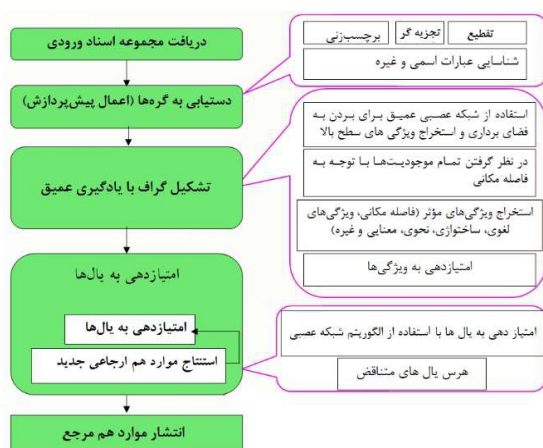 دریافت مجموعه اسناد ورودی
تقطیع
تجزیه گر
برچسب‌زنی
شناسایی عبارات اسمی و غیره
دستیابی به گره‌ها (اعمال پیش‌پردازش)
استفاده از شبکه عصبی عمیق برای بردن به
فضای برداری و استخراج ویژگی های سطح بالا
در نظر گرفتن تمام موجودیت‌ها با توجه به
فاصله مکانی
تشکیل گراف با یادگیری عمیق
استخراج ویژگی‌های مؤثر (فاصله مکانی، ویژگی‌های
لغوی، ساختواژی، نحوی، معنایی و غیره)
امتیازدهی به ویژگی‌ها
امتیازدهی به یال‌ها
امتیازدهی به یال‌ها
استنتاج موارد هم ارجاعی جدید
امتیاز دهی به یال ها با استفاده از الگوریتم شبکه عصبی
هرس یال های متناقض
انتشار موارد هم مرجع